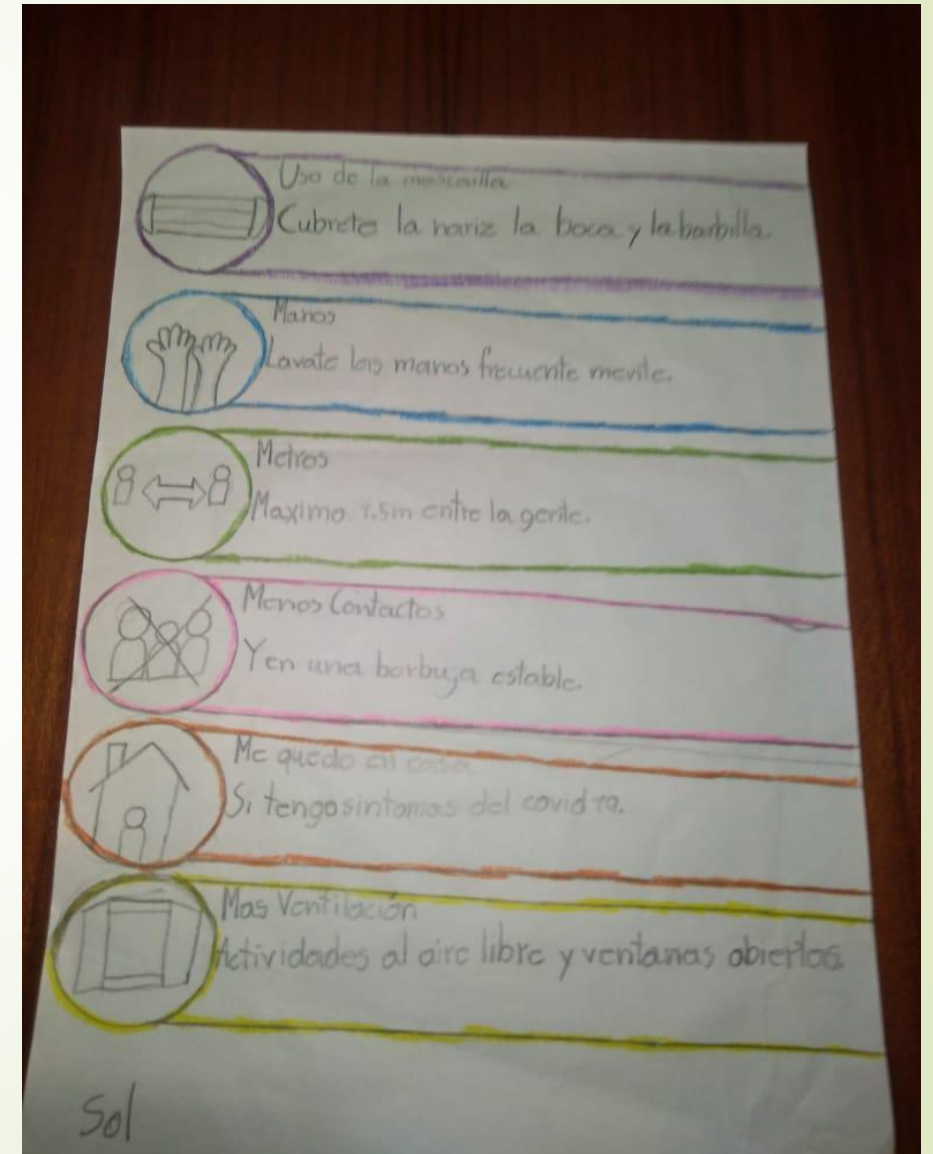 Uso de la mascarilla
Cubrete la nariz la boca y la barbilla.
Manos
Lavate las manos frecuente mente.
Metros
Maximo 1.5m entre la gente.
Menos Contactos
Y en una borbuja estable.
Me quedo en casa
Si tengo sintomas del covid 19.
Mas Ventilación
Actividades al aire libre y ventanas abiertas.
Sol